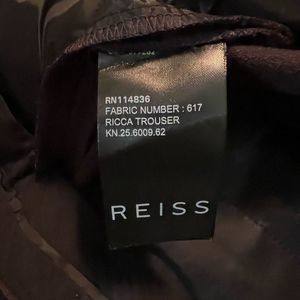 RN114836
FABRIC NUMBER : 617
RICCA TROUSER
KN.25.6009.62
REISS